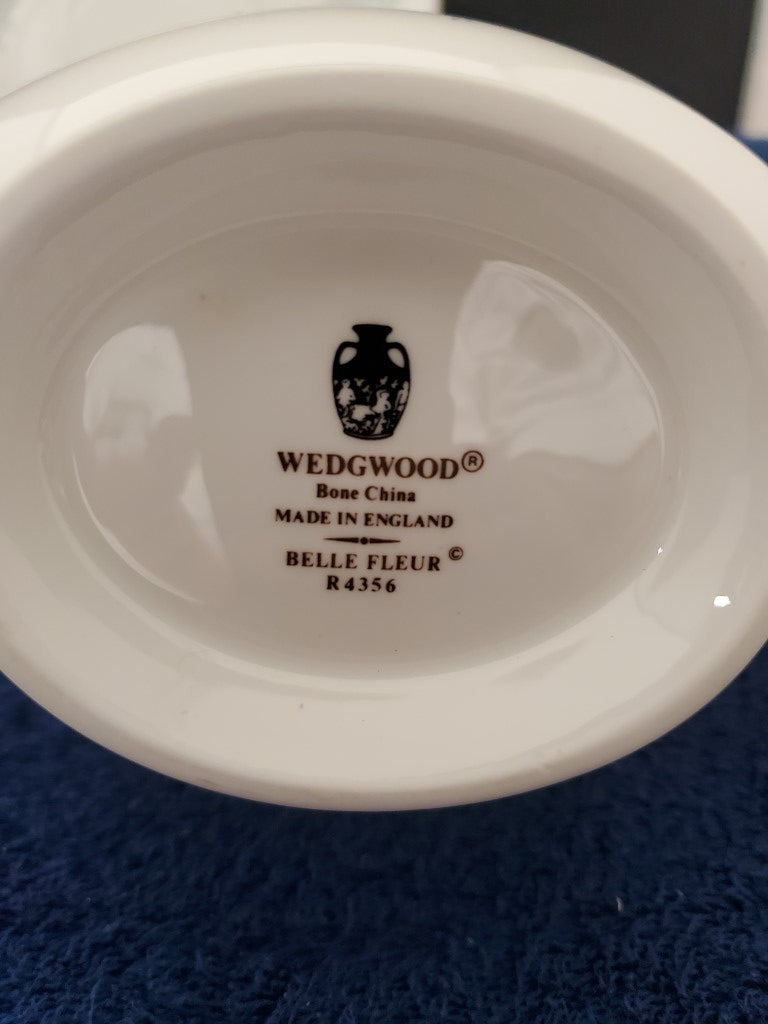 WEDGWOOD®
Bone China
MADE IN ENGLAND
BELLE FLEUR©
R4356